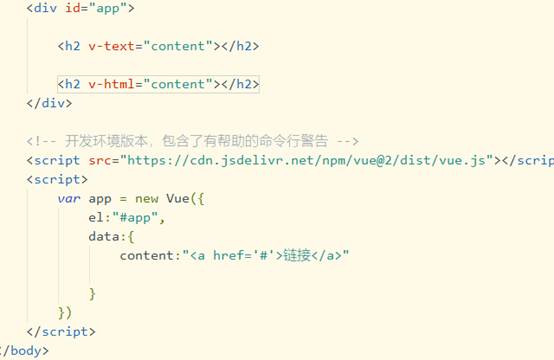 <div id="app">
<h2 v-text="content"></h2>
<h2 v-html="content"></h2>
</div>
<!-- 开发环境版本，包含了有帮助的命令行警告 -->
<script src="https://cdn.jsdelivr.net/npm/vue@2/dist/vue.js"></scrip
<script>
var app = new Vue({
el:"#app",
data:{
content:"<a href='#'>链接</a>"
}
})
</script>
</body>